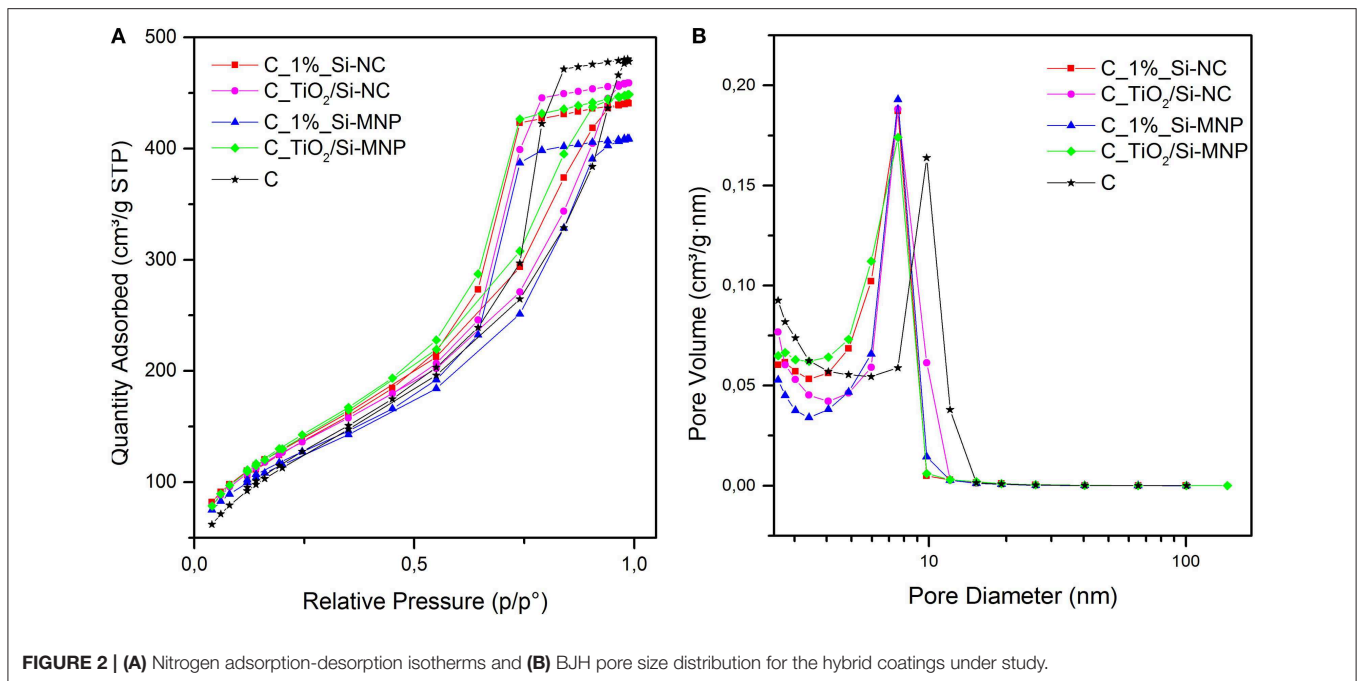 A
500
400
300
200
100
0,0
0,5
1,0
Quantity Adsorbed (cm³/g STP)
Relative Pressure (p/p°)
C_1%_Si-NC
C_TiO₂/Si-NC
C_1%_Si-MNP
C_TiO₂/Si-MNP
C
B
0,20
0,15
0,10
0,05
0,00
10
100
Pore Volume (cm³/g·nm)
Pore Diameter (nm)
C_1%_Si-NC
C_TiO₂/Si-NC
C_1%_Si-MNP
C_TiO₂/Si-MNP
C
FIGURE 2 | (A) Nitrogen adsorption-desorption isotherms and (B) BJH pore size distribution for the hybrid coatings under study.